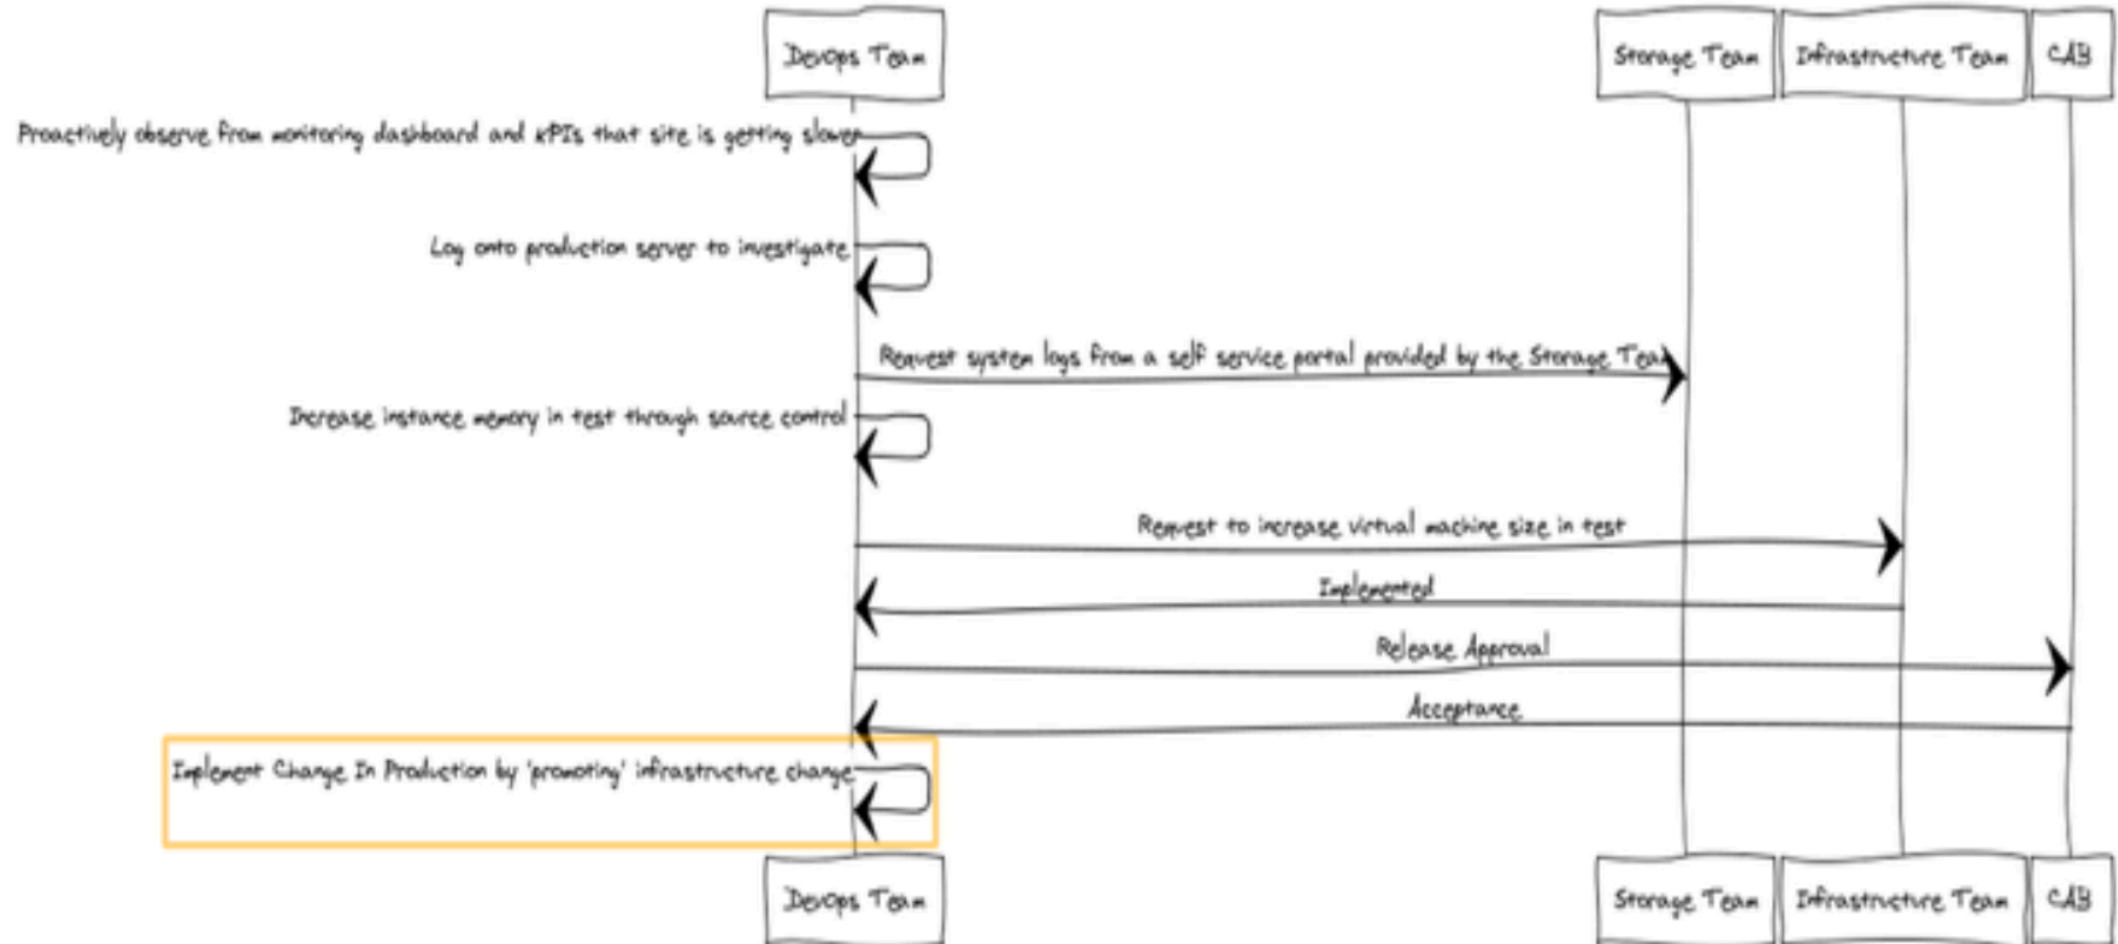 DevOps Team
Storage Team
Infrastructure Team
CAB
Proactively observe from monitoring dashboard and KPIs that site is getting slower
Log onto production server to investigate
Request system logs from a self service portal provided by the Storage Team
Increase instance memory in test through source control
Request to increase virtual machine size in test
Implemented
Release Approval
Acceptance
Implement Change In Production by 'promoting' infrastructure change
DevOps Team
Storage Team
Infrastructure Team
CAB